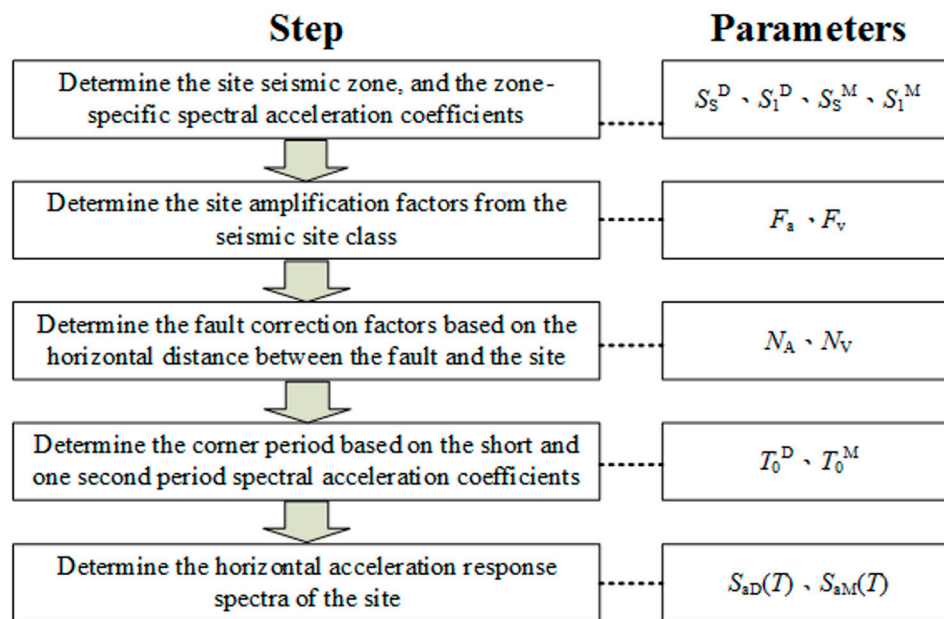 Step
Parameters
Determine the site seismic zone, and the zone-
specific spectral acceleration coefficients
S_S^D、S_1^D、S_S^M、S_1^M
Determine the site amplification factors from the
seismic site class
F_a、F_v
Determine the fault correction factors based on the
horizontal distance between the fault and the site
N_A、N_V
Determine the corner period based on the short and
one second period spectral acceleration coefficients
T_0^D、T_0^M
Determine the horizontal acceleration response
spectra of the site
S_aD(T)、S_aM(T)